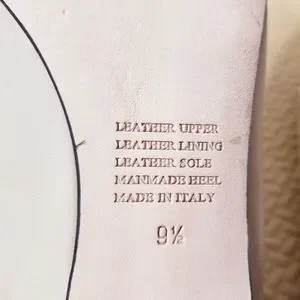 LEATHER UPPER
LEATHER LINING
LEATHER SOLE
MANMADE HEEL
MADE IN ITALY
9½